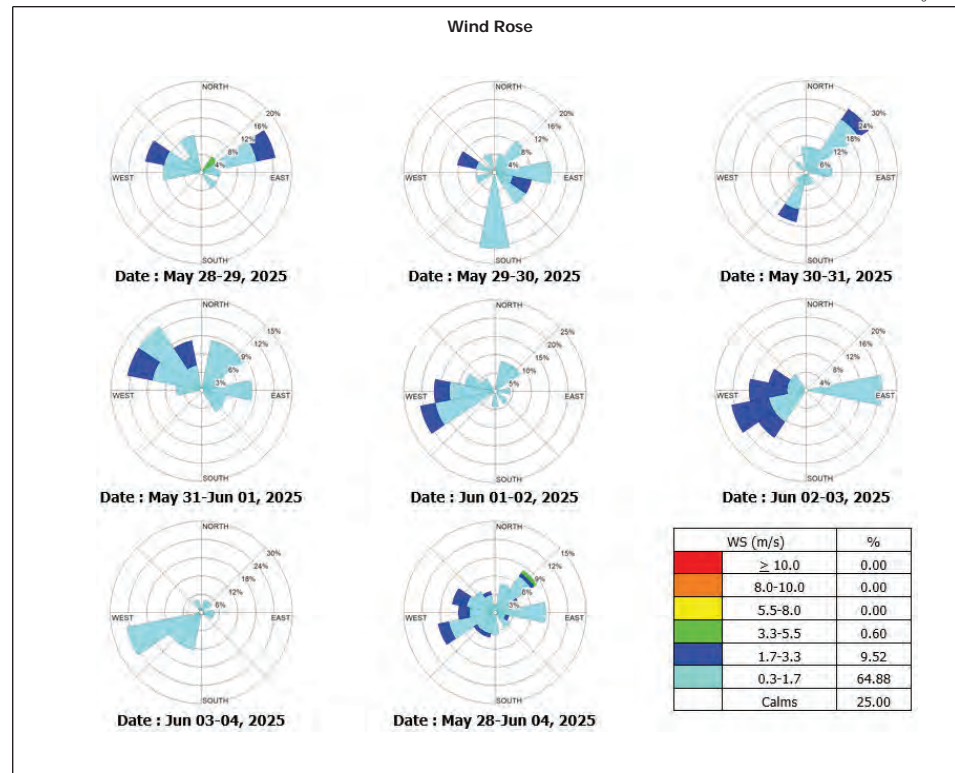 Wind Rose
NORTH
20%
16%
12%
8%
4%
WEST
EAST
SOUTH
Date : May 28-29, 2025
NORTH
20%
16%
12%
8%
4%
WEST
EAST
SOUTH
Date : May 29-30, 2025
NORTH
30%
24%
18%
12%
6%
WEST
EAST
SOUTH
Date : May 30-31, 2025
NORTH
15%
12%
9%
6%
3%
WEST
EAST
SOUTH
Date : May 31-Jun 01, 2025
NORTH
25%
20%
15%
10%
5%
WEST
EAST
SOUTH
Date : Jun 01-02, 2025
NORTH
20%
16%
12%
8%
4%
WEST
EAST
SOUTH
Date : Jun 02-03, 2025
NORTH
30%
24%
18%
12%
6%
WEST
EAST
SOUTH
Date : Jun 03-04, 2025
NORTH
15%
12%
9%
6%
3%
WEST
EAST
SOUTH
Date : May 28-Jun 04, 2025
WS (m/s) %
≥ 10.0 0.00
8.0-10.0 0.00
5.5-8.0 0.00
3.3-5.5 0.60
1.7-3.3 9.52
0.3-1.7 64.88
Calms 25.00